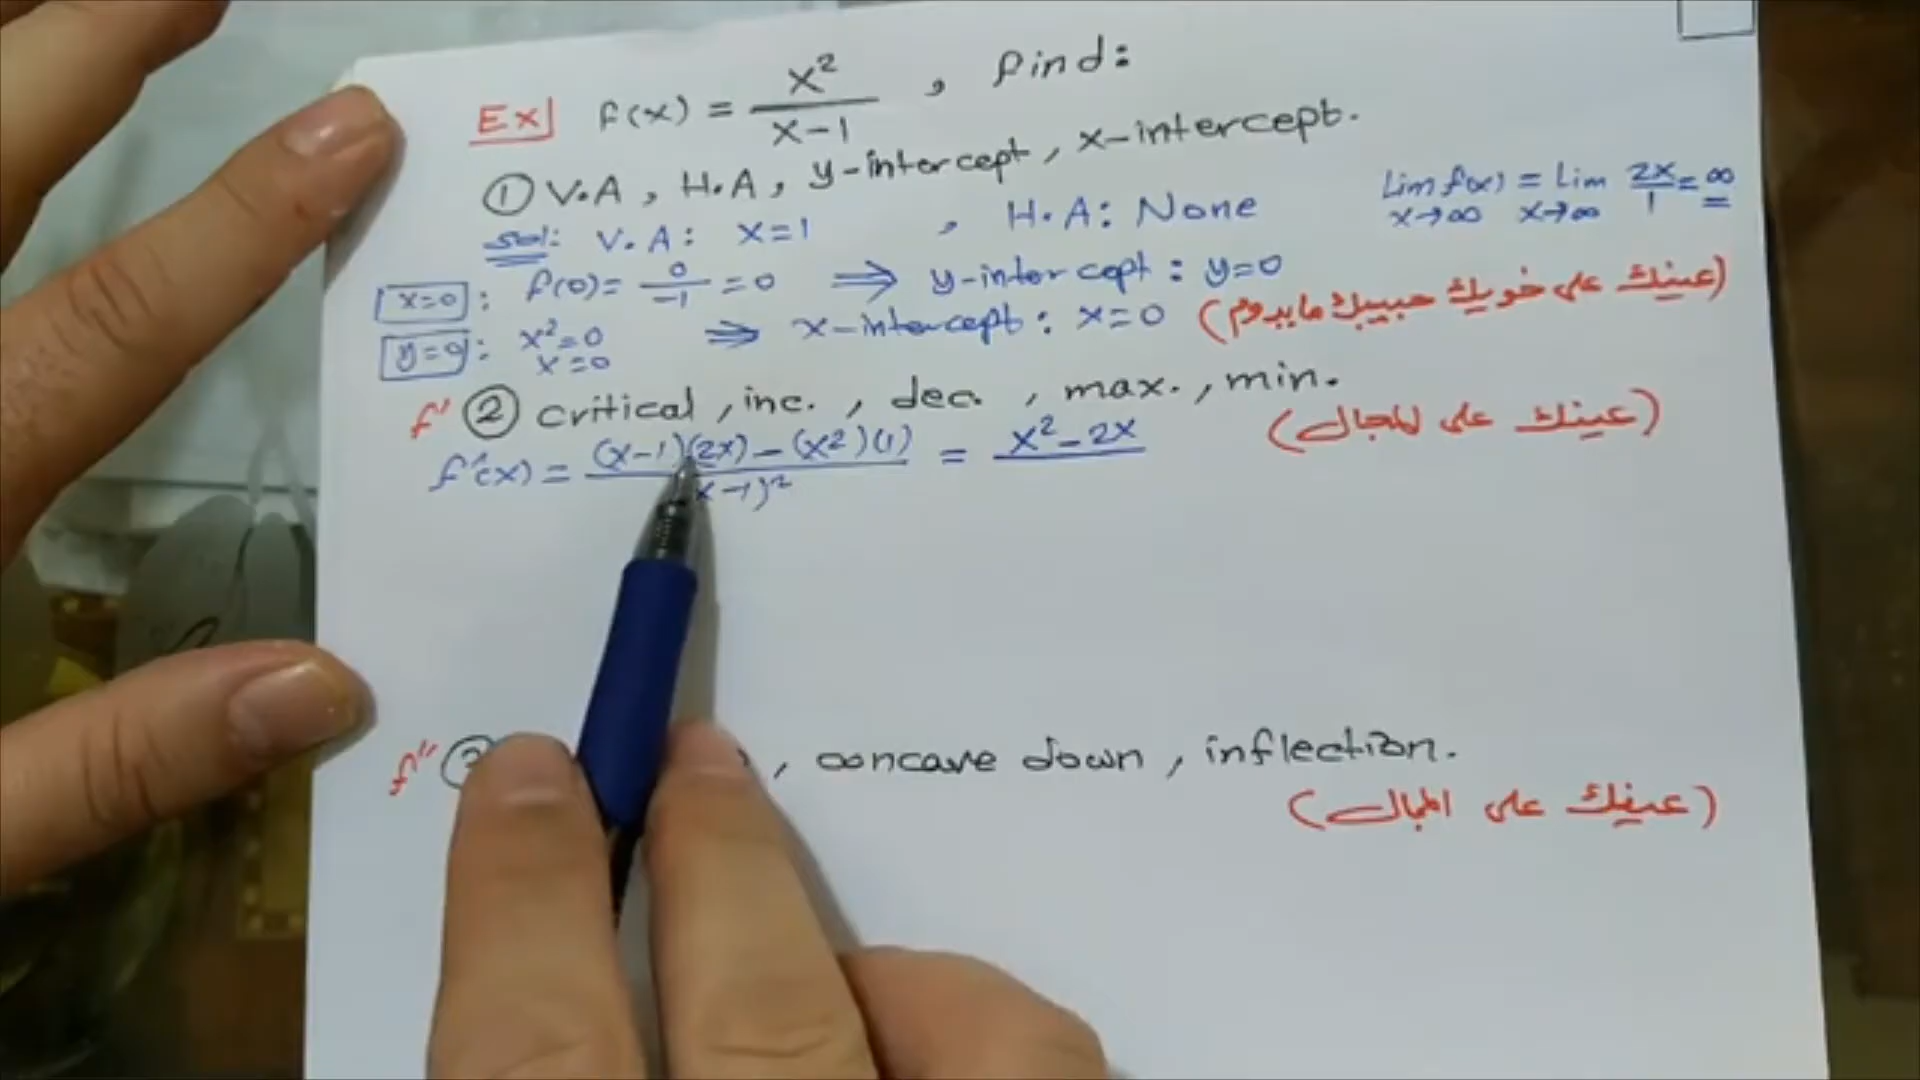 Ex| f(x) = x²/(x-1) , find:
① V.A , H.A , y-intercept , x-intercept.
sol: V.A: x=1 , H.A: None
Lim f(x) = Lim 2x/1 = ∞
x→∞ x→∞
x=0 : f(0) = 0/-1 = 0 ⇒ y-intercept : y=0
y=0 : x²=0 ⇒ x-intercept : x=0 (عينك على خويك حبيبك مايدوم)
x=0
f' ② critical , inc. , dec. , max. , min.
(عينك على المجال)
f'(x) = (x-1)(2x) - (x²)(1) / x-1)² = x² - 2x
f'' , concave down , inflection.
(عينك على المجال)